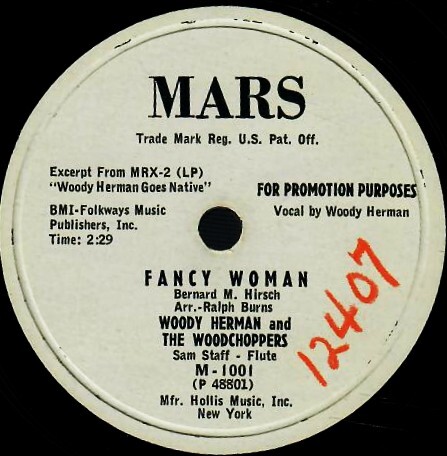 MARS
Trade Mark Reg. U.S. Pat. Off.
Excerpt From MRX-2 (LP)
"Woody Herman Goes Native"
FOR PROMOTION PURPOSES
BMI-Folkways Music
Publishers, Inc.
Time: 2:29
Vocal by Woody Herman
FANCY WOMAN
Bernard M. Hirsch
Arr.-Ralph Burns
WOODY HERMAN and
THE WOODCHOPPERS
Sam Staff - Flute
M-1001
(P 48801)
Mfr. Hollis Music, Inc.
New York
12407